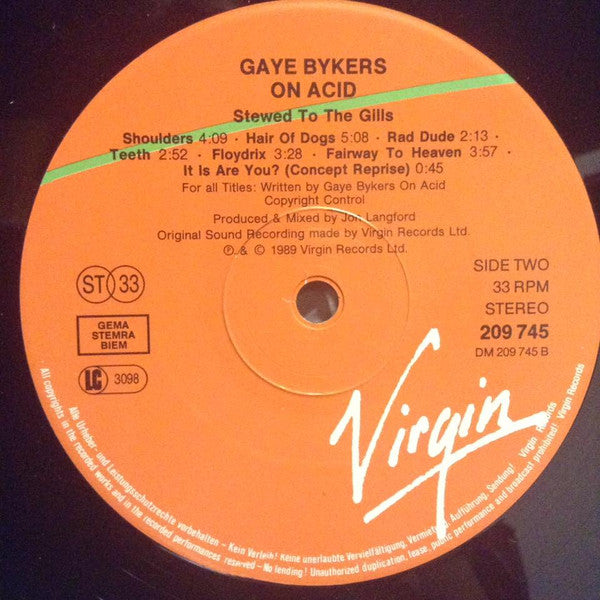 GAYE BYKERS
ON ACID
Stewed To The Gills
Shoulders 4:09 · Hair Of Dogs 5:08 · Rad Dude 2:13 ·
Teeth 2:52 · Floydrix 3:28 · Fairway To Heaven 3:57 ·
It Is Are You? (Concept Reprise) 0:45
For all Titles: Written by Gaye Bykers On Acid
Copyright Control
Produced & Mixed by Jon Langford
Original Sound Recording made by Virgin Records Ltd.
℗ & © 1989 Virgin Records Ltd.
ST 33
GEMA
STEMRA
BIEM
LC 3098
SIDE TWO
33 RPM
STEREO
209 745
DM 209 745 B
Virgin
Alle Urheber- und Leistungsschutzrechte vorbehalten – Kein Verleih! Keine unerlaubte Vervielfältigung, Vermietung, Aufführung, Sendung! Virgin Records
All copyrights in the recorded works and in the recorded performances reserved – No lending! Unauthorized duplication, lease, public performance and broadcast prohibited! Virgin Records